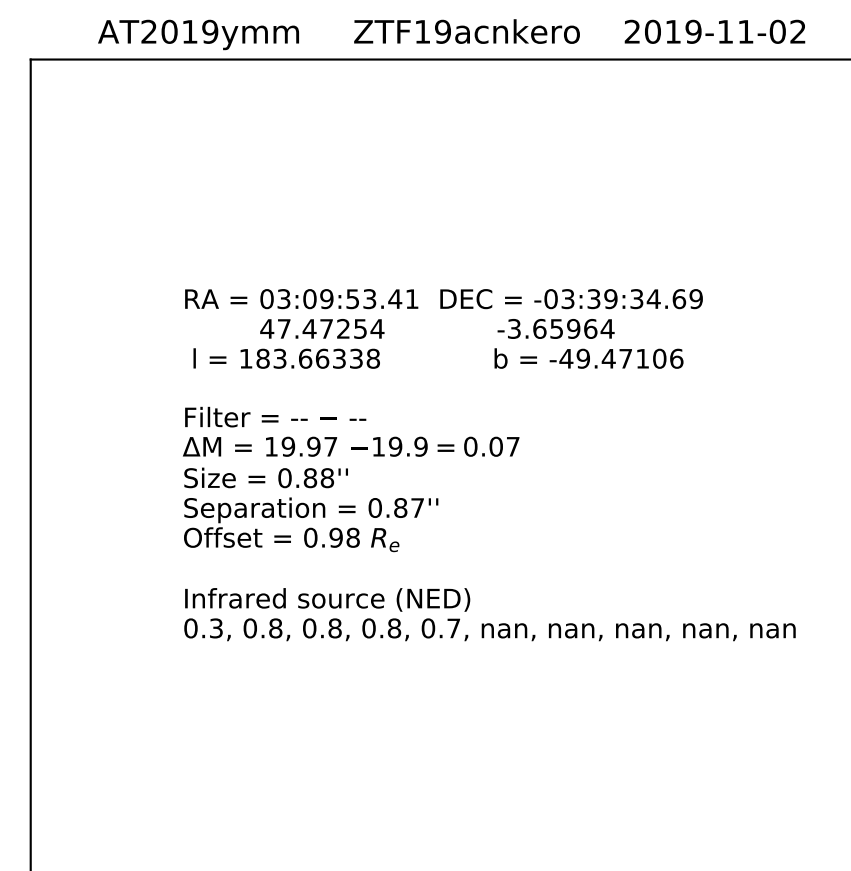 AT2019ymm ZTF19acnkero 2019-11-02
RA = 03:09:53.41 DEC = -03:39:34.69
47.47254 -3.65964
l = 183.66338 b = -49.47106
Filter = -- − --
ΔM = 19.97 −19.9 = 0.07
Size = 0.88''
Separation = 0.87''
Offset = 0.98 Re
Infrared source (NED)
0.3, 0.8, 0.8, 0.8, 0.7, nan, nan, nan, nan, nan